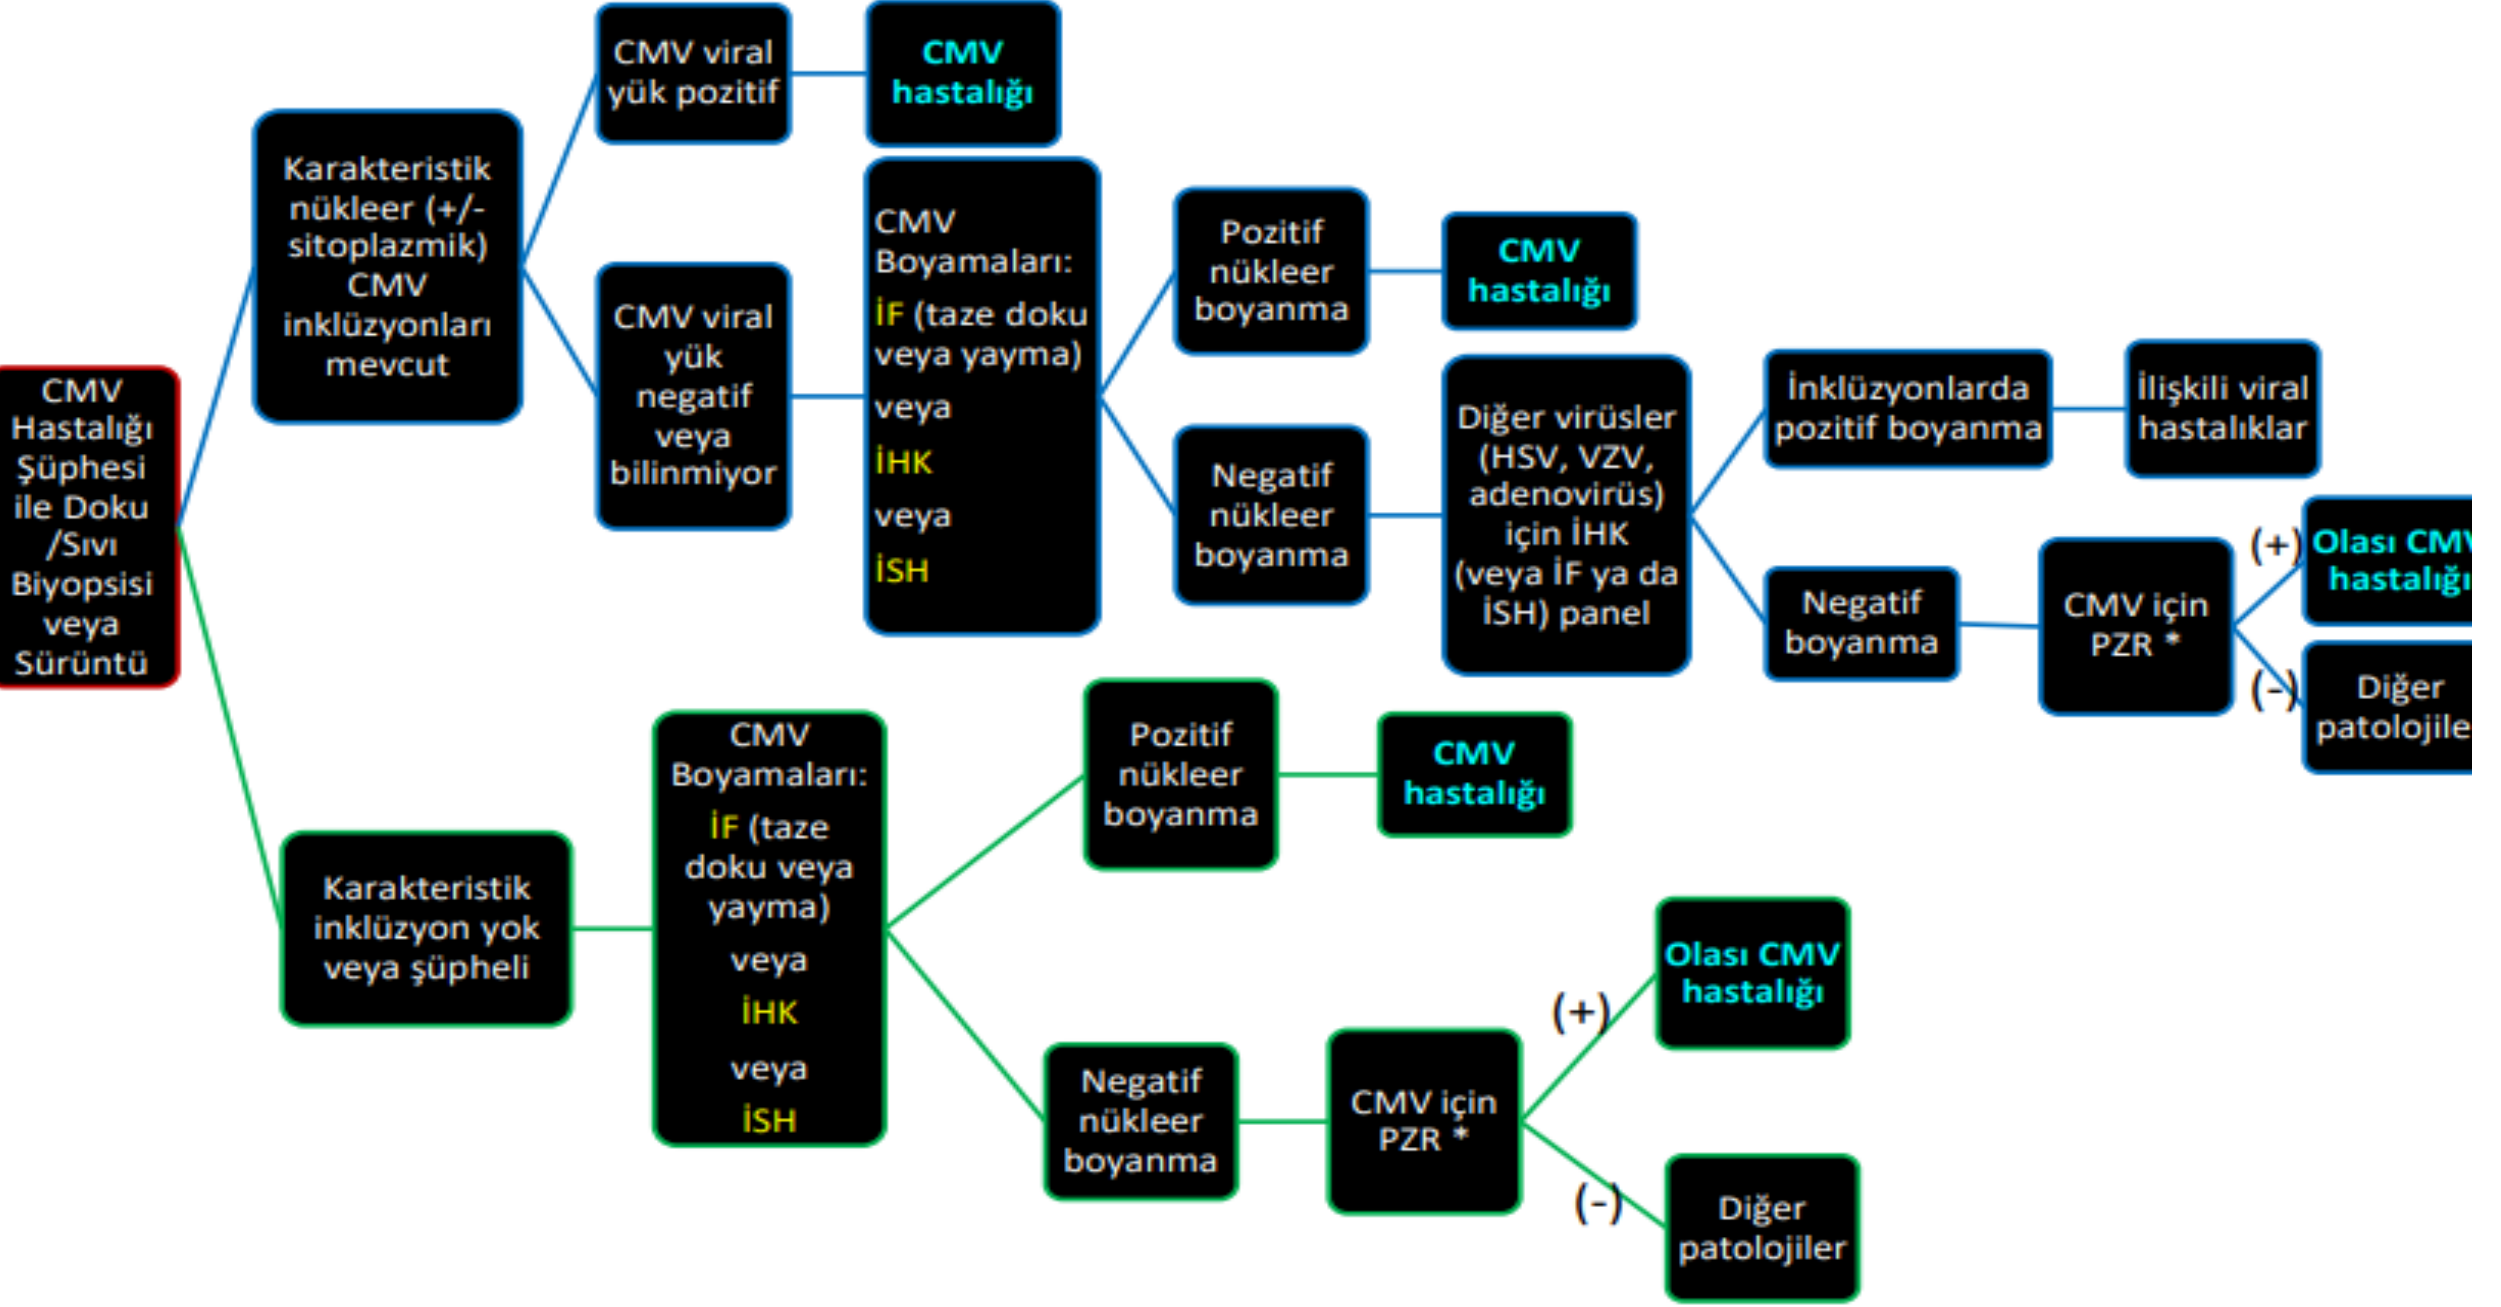 CMV
Hastalığı
Şüphesi
ile Doku
/Sıvı
Biyopsisi
veya
Sürüntü
Karakteristik
nükleer (+/-
sitoplazmik)
CMV
inklüzyonları
mevcut
CMV viral
yük pozitif
CMV
hastalığı
CMV viral
yük
negatif
veya
bilinmiyor
CMV
Boyamaları:
İF (taze doku
veya yayma)
veya
İHK
veya
İSH
Pozitif
nükleer
boyanma
CMV
hastalığı
Negatif
nükleer
boyanma
Diğer virüsler
(HSV, VZV,
adenovirüs)
için İHK
(veya İF ya da
İSH) panel
İnklüzyonlarda
pozitif boyanma
İlişkili viral
hastalıklar
Negatif
boyanma
CMV için
PZR *
(+)
Olası CMV
hastalığı
(-)
Diğer
patolojile
Karakteristik
inklüzyon yok
veya şüpheli
CMV
Boyamaları:
İF (taze
doku veya
yayma)
veya
İHK
veya
İSH
Pozitif
nükleer
boyanma
CMV
hastalığı
Negatif
nükleer
boyanma
CMV için
PZR *
(+)
Olası CMV
hastalığı
(-)
Diğer
patolojiler